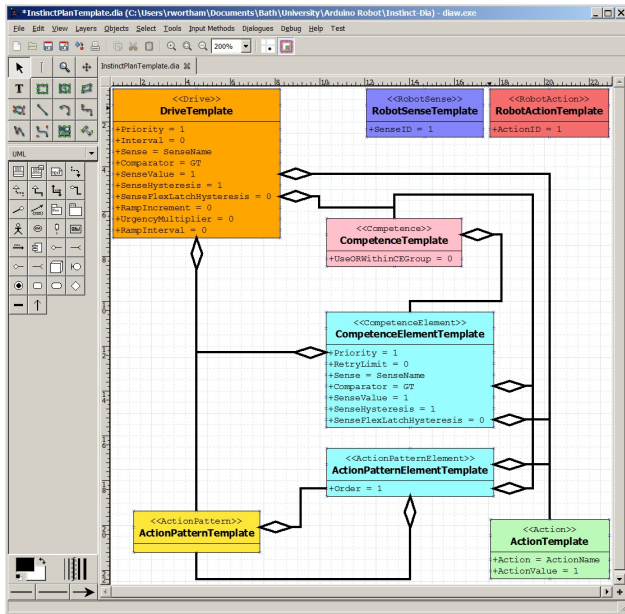 *InstinctPlanTemplate.dia (C:\Users\rwortham\Documents\Bath\University\Arduino Robot\Instinct-Dia) - diaw.exe
File Edit View Layers Objects Select Tools Input Methods Dialogues Debug Help Test
200%
InstinctPlanTemplate.dia
UML
<<Drive>>
DriveTemplate
+Priority = 1
+Interval = 0
+Sense = SenseName
+Comparator = GT
+SenseValue = 1
+SenseHysteresis = 1
+SenseFlexLatchHysteresis = 0
+RampIncrement = 0
+UrgencyMultiplier = 0
+RampInterval = 0
<<RobotSense>>
RobotSenseTemplate
+SenseID = 1
<<RobotAction>>
RobotActionTemplate
+ActionID = 1
<<Competence>>
CompetenceTemplate
+UseORWithinCEGroup = 0
<<CompetenceElement>>
CompetenceElementTemplate
+Priority = 1
+RetryLimit = 0
+Sense = SenseName
+Comparator = GT
+SenseValue = 1
+SenseHysteresis = 1
+SenseFlexLatchHysteresis = 0
<<ActionPatternElement>>
ActionPatternElementTemplate
+Order = 1
<<ActionPattern>>
ActionPatternTemplate
<<Action>>
ActionTemplate
+Action = ActionName
+ActionValue = 1